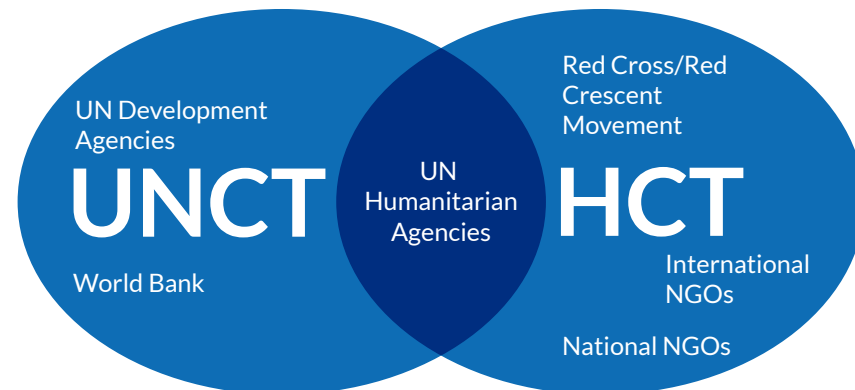 UN Development
Agencies
UNCT
World Bank
UN
Humanitarian
Agencies
Red Cross/Red
Crescent
Movement
HCT
International
NGOs
National NGOs